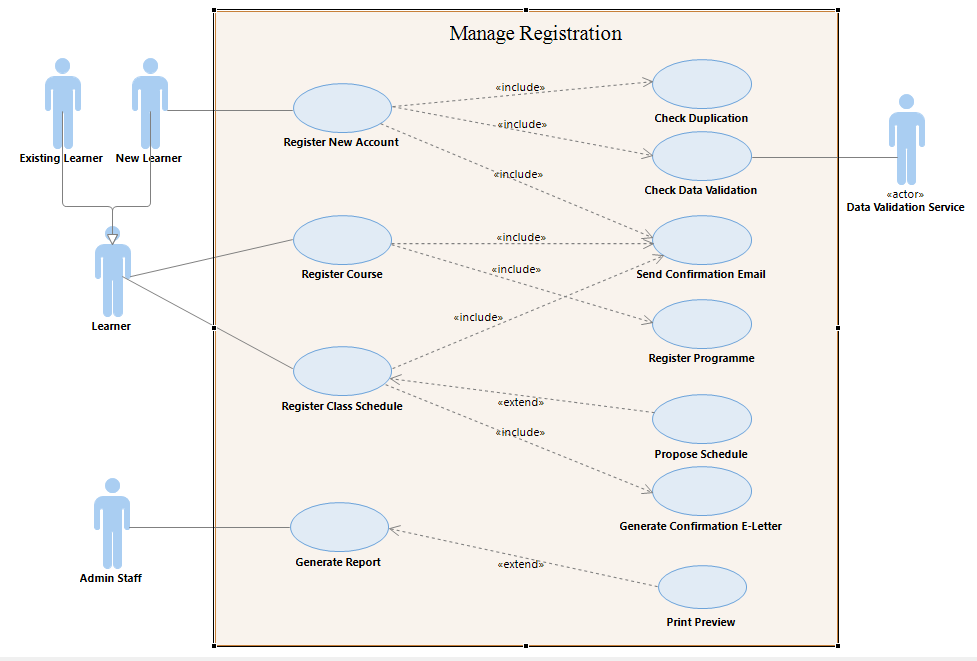 Manage Registration
«include»
Check Duplication
Register New Account
«include»
Check Data Validation
Existing Learner
New Learner
«include»
«actor»
Data Validation Service
«include»
Register Course
«include»
Send Confirmation Email
Learner
«include»
Register Programme
Register Class Schedule
«extend»
«include»
Propose Schedule
Generate Confirmation E-Letter
Admin Staff
Generate Report
«extend»
Print Preview